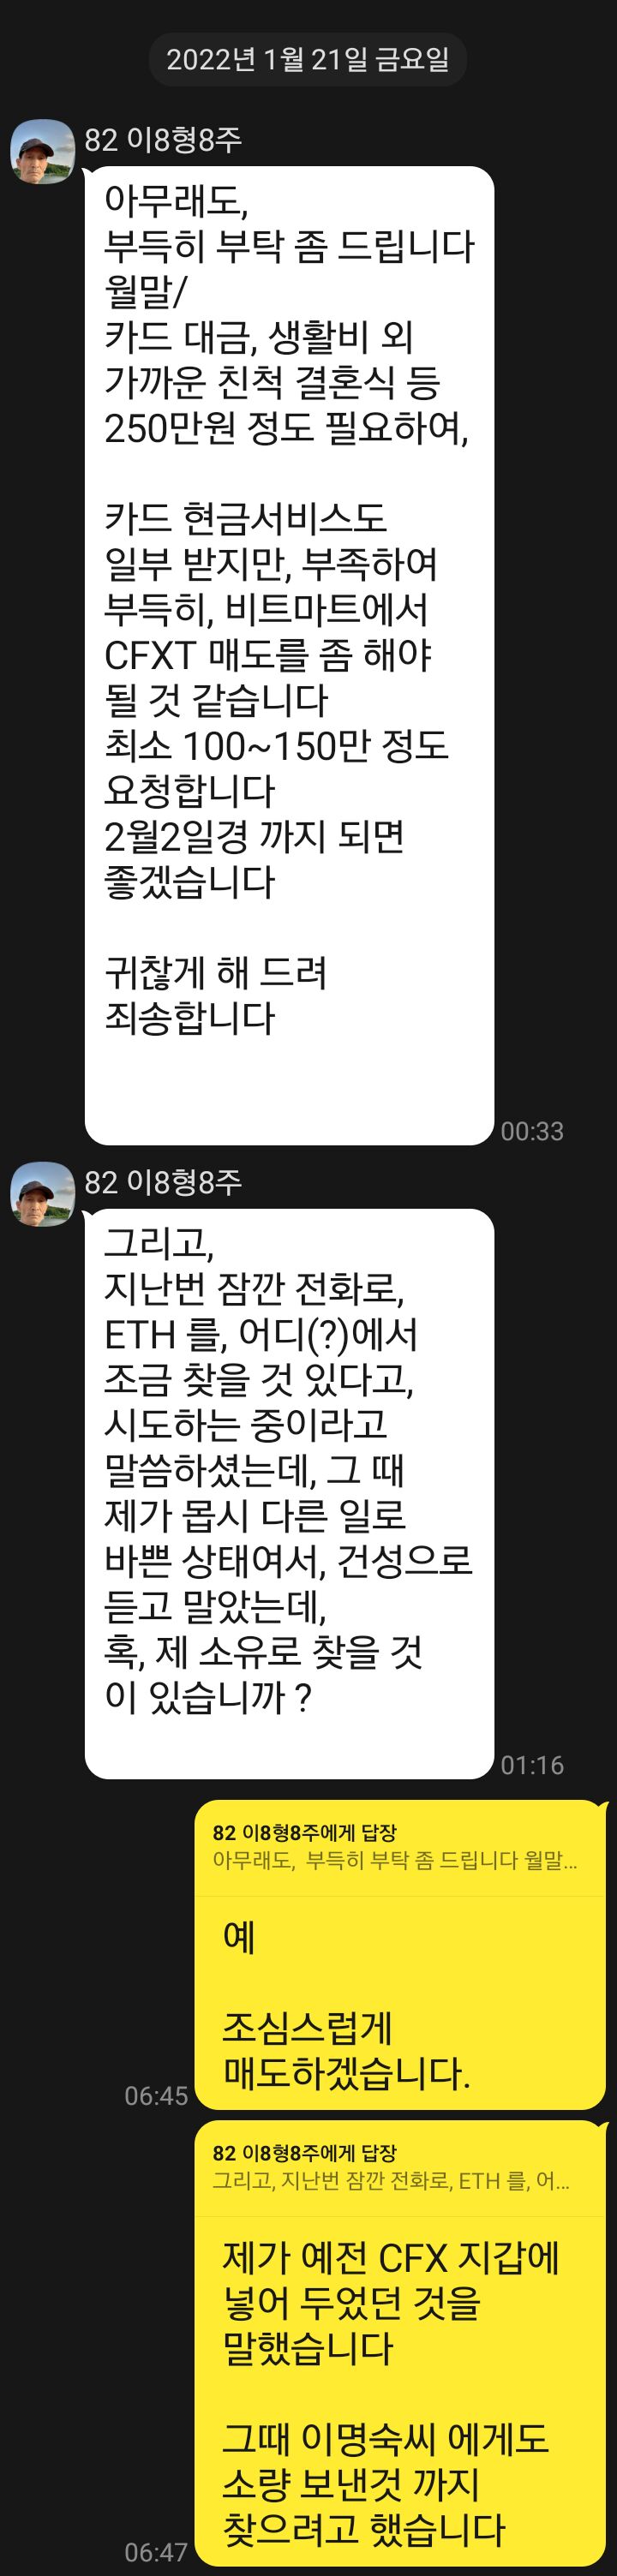 2022년 1월 21일 금요일
82 이8형8주
아무래도,
부득히 부탁 좀 드립니다
월말/
카드 대금, 생활비 외
가까운 친척 결혼식 등
250만원 정도 필요하여,
카드 현금서비스도
일부 받지만, 부족하여
부득히, 비트마트에서
CFXT 매도를 좀 해야
될 것 같습니다
최소 100~150만 정도
요청합니다
2월2일경 까지 되면
좋겠습니다
귀찮게 해 드려
죄송합니다
00:33
82 이8형8주
그리고,
지난번 잠깐 전화로,
ETH 를, 어디(?)에서
조금 찾을 것 있다고,
시도하는 중이라고
말씀하셨는데, 그 때
제가 몹시 다른 일로
바쁜 상태여서, 건성으로
듣고 말았는데,
혹, 제 소유로 찾을 것
이 있습니까 ?
01:16
82 이8형8주에게 답장
아무래도,  부득히 부탁 좀 드립니다 월말...
예
조심스럽게
매도하겠습니다.
06:45
82 이8형8주에게 답장
그리고, 지난번 잠깐 전화로, ETH 를, 어...
제가 예전 CFX 지갑에
넣어 두었던 것을
말했습니다
그때 이명숙씨 에게도
소량 보낸것 까지
찾으려고 했습니다
06:47